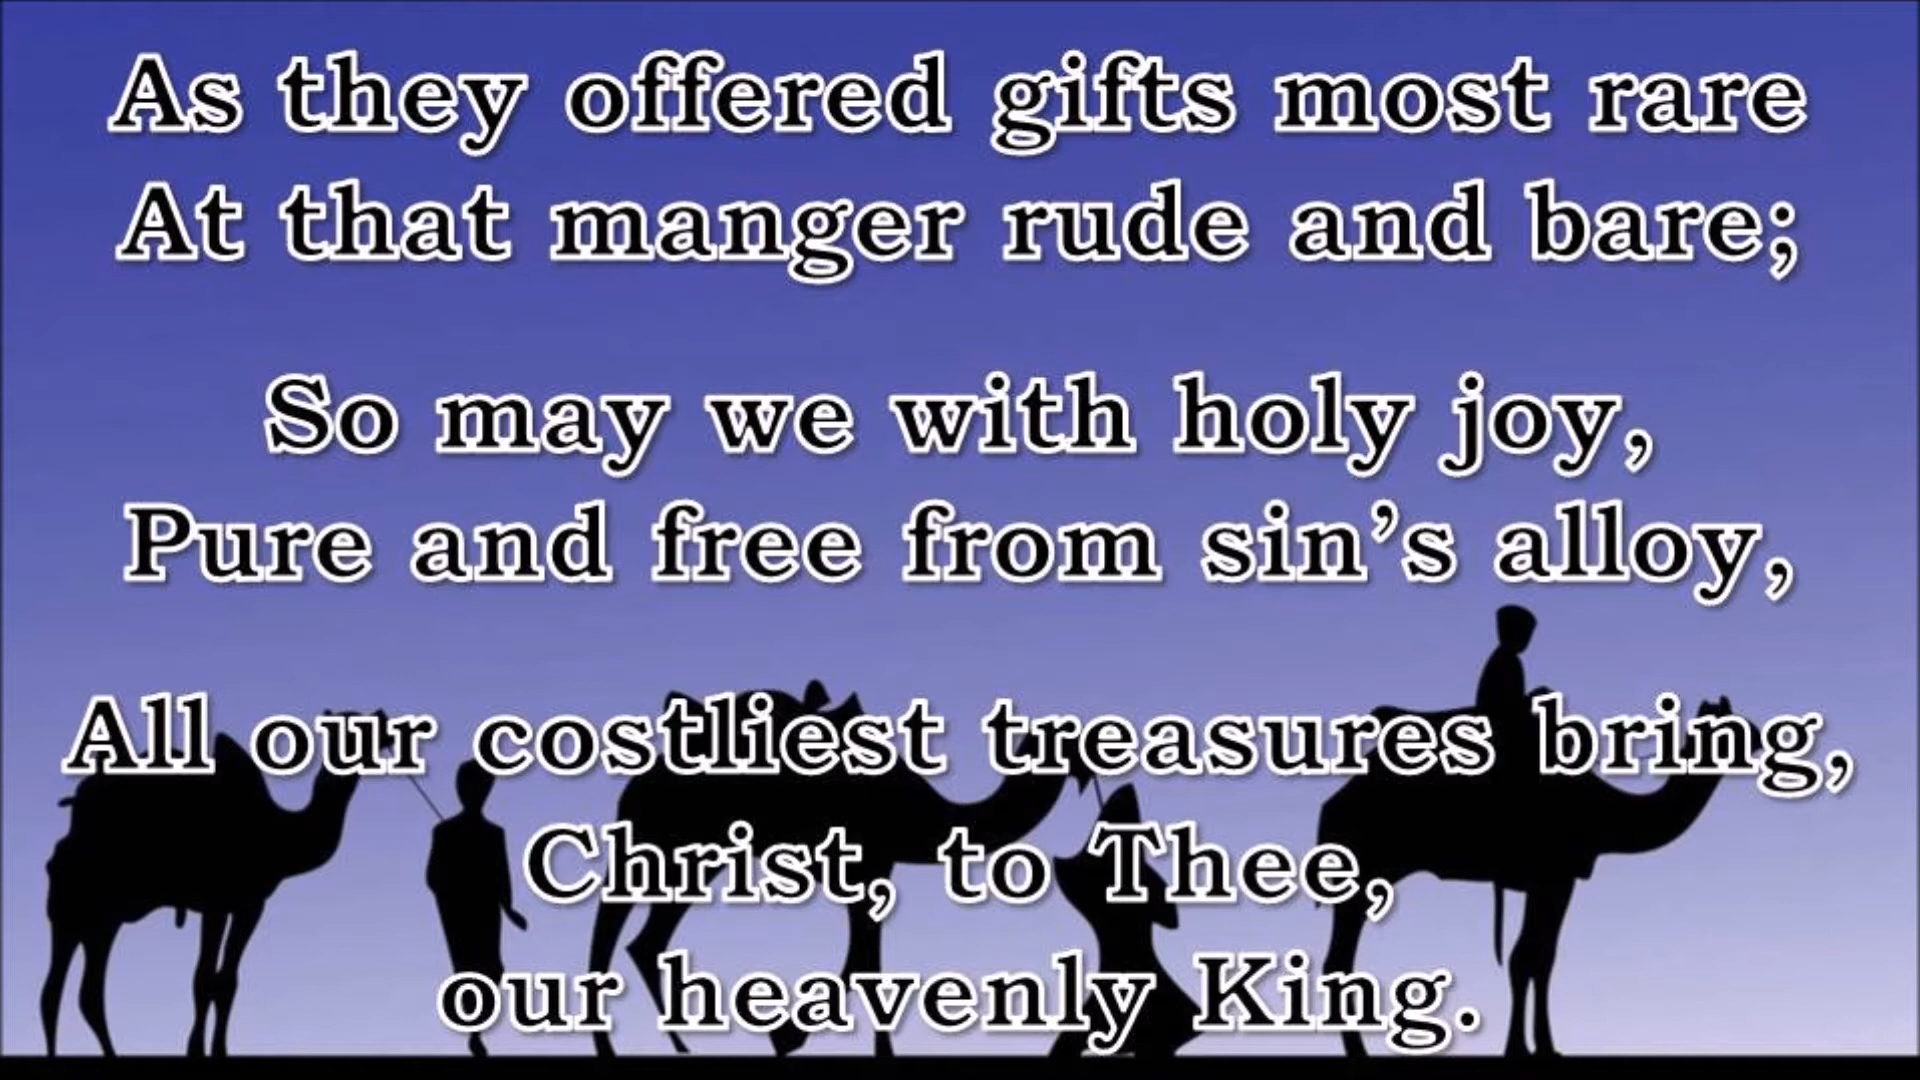 As they offered gifts most rare
At that manger rude and bare;
So may we with holy joy,
Pure and free from sin’s alloy,
All our costliest treasures bring,
Christ, to Thee,
our heavenly King.